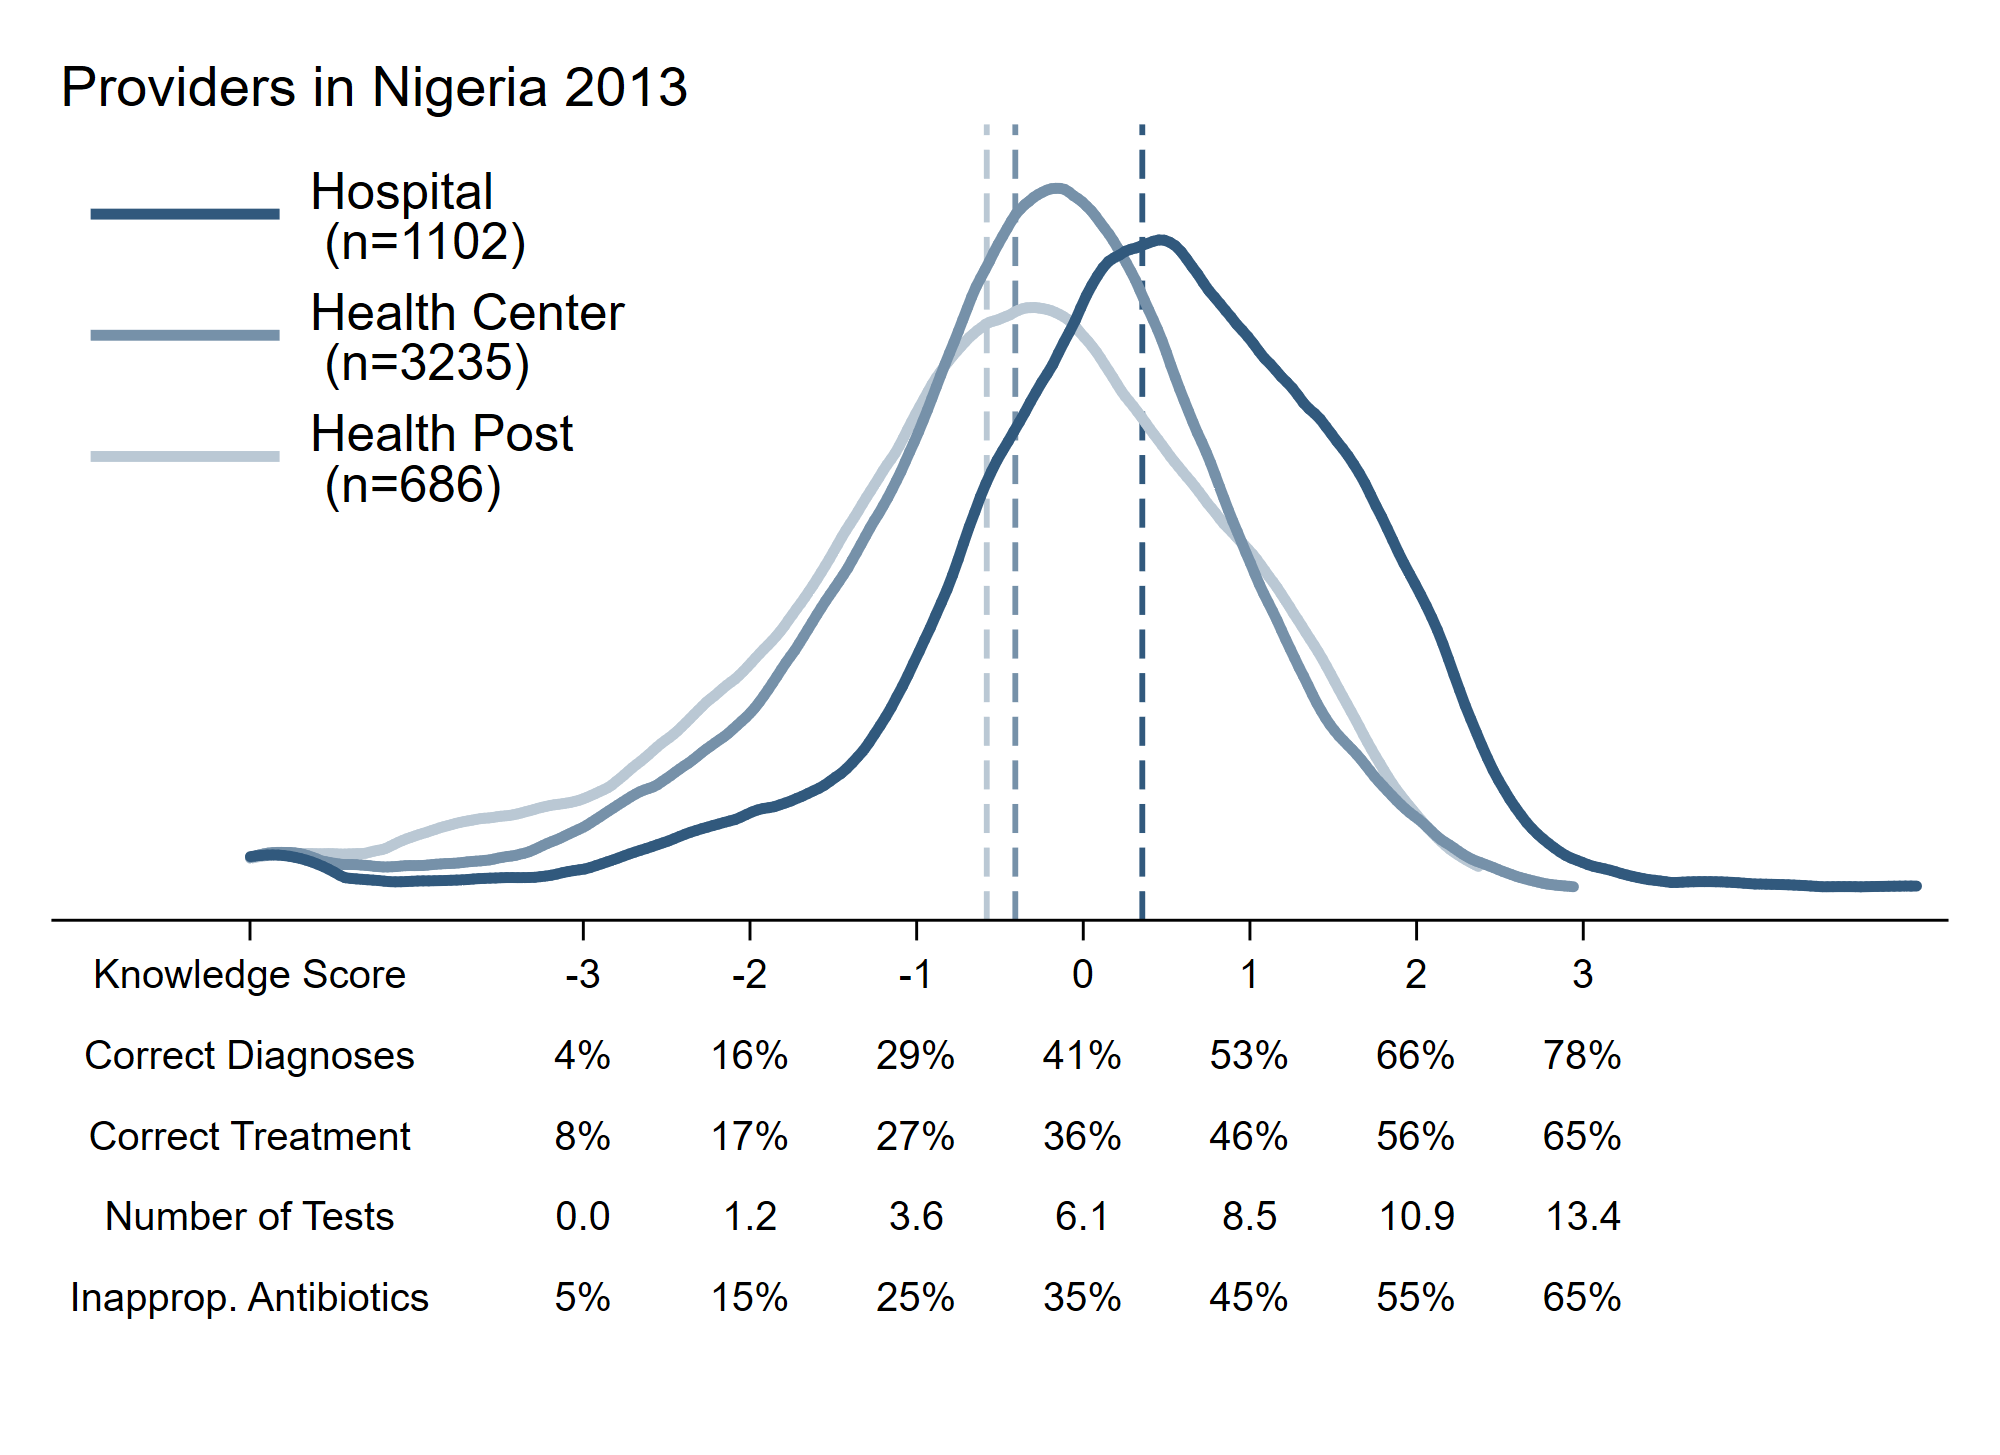 Providers in Nigeria 2013
Hospital
(n=1102)
Health Center
(n=3235)
Health Post
(n=686)
Knowledge Score -3 -2 -1 0 1 2 3
Correct Diagnoses 4% 16% 29% 41% 53% 66% 78%
Correct Treatment 8% 17% 27% 36% 46% 56% 65%
Number of Tests 0.0 1.2 3.6 6.1 8.5 10.9 13.4
Inapprop. Antibiotics 5% 15% 25% 35% 45% 55% 65%